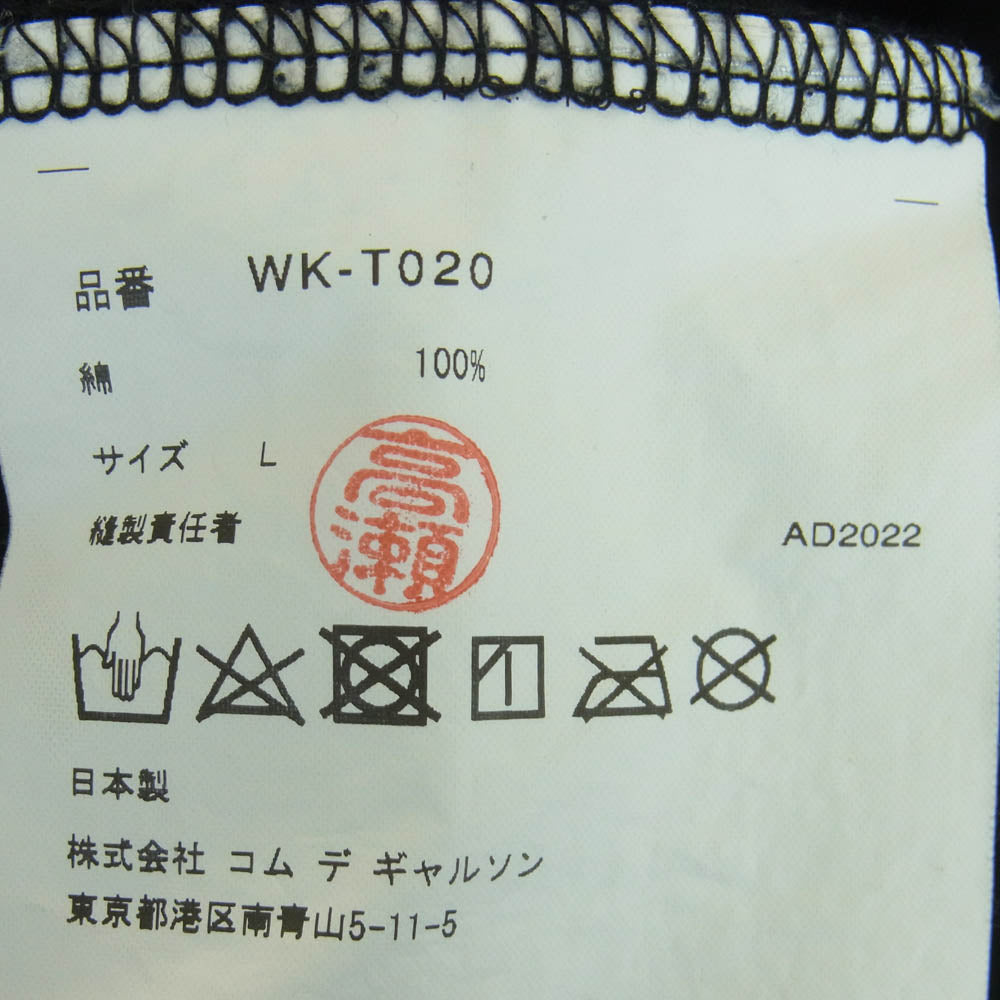 品番 WK-T020
綿 100%
サイズ L
高瀬
縫製責任者
AD2022
日本製
株式会社 コム デ ギャルソン
東京都港区南青山5-11-5